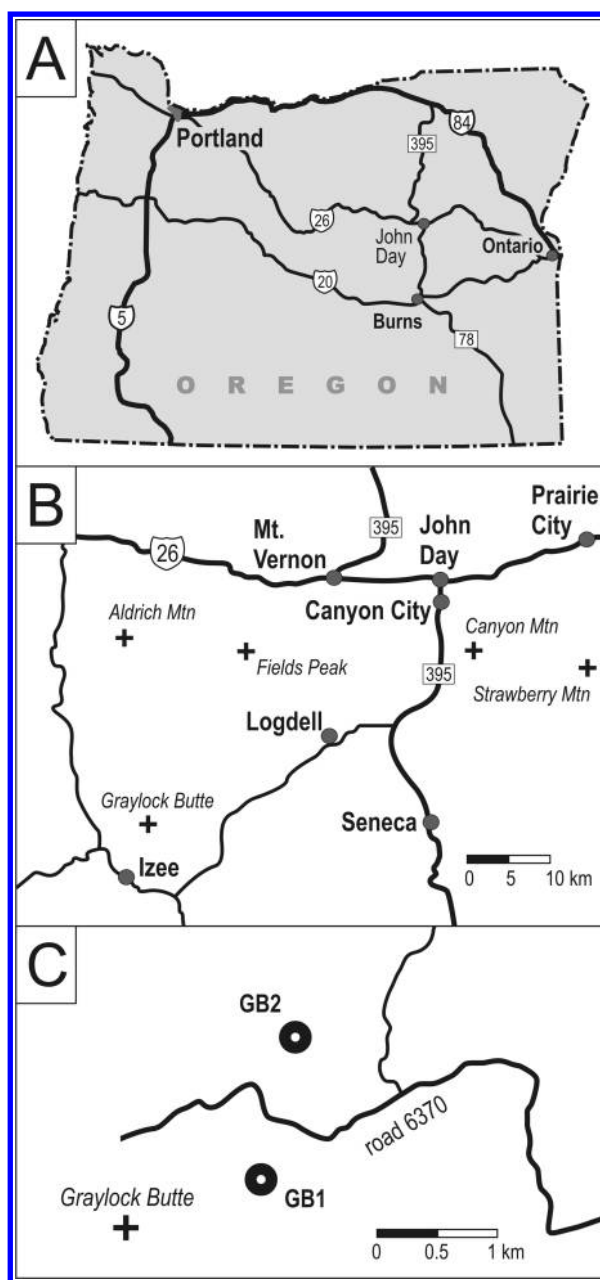 A
Portland
84
395
26
John
Day
Ontario
20
Burns
5
78
OREGON
B
Prairie
City
Mt.
Vernon
395
John
Day
26
Canyon City
Aldrich Mtn
Canyon Mtn
Fields Peak
395
Strawberry Mtn
Logdell
Graylock Butte
Seneca
Izee
0 5 10 km
C
GB2
road 6370
Graylock Butte
GB1
0 0.5 1 km